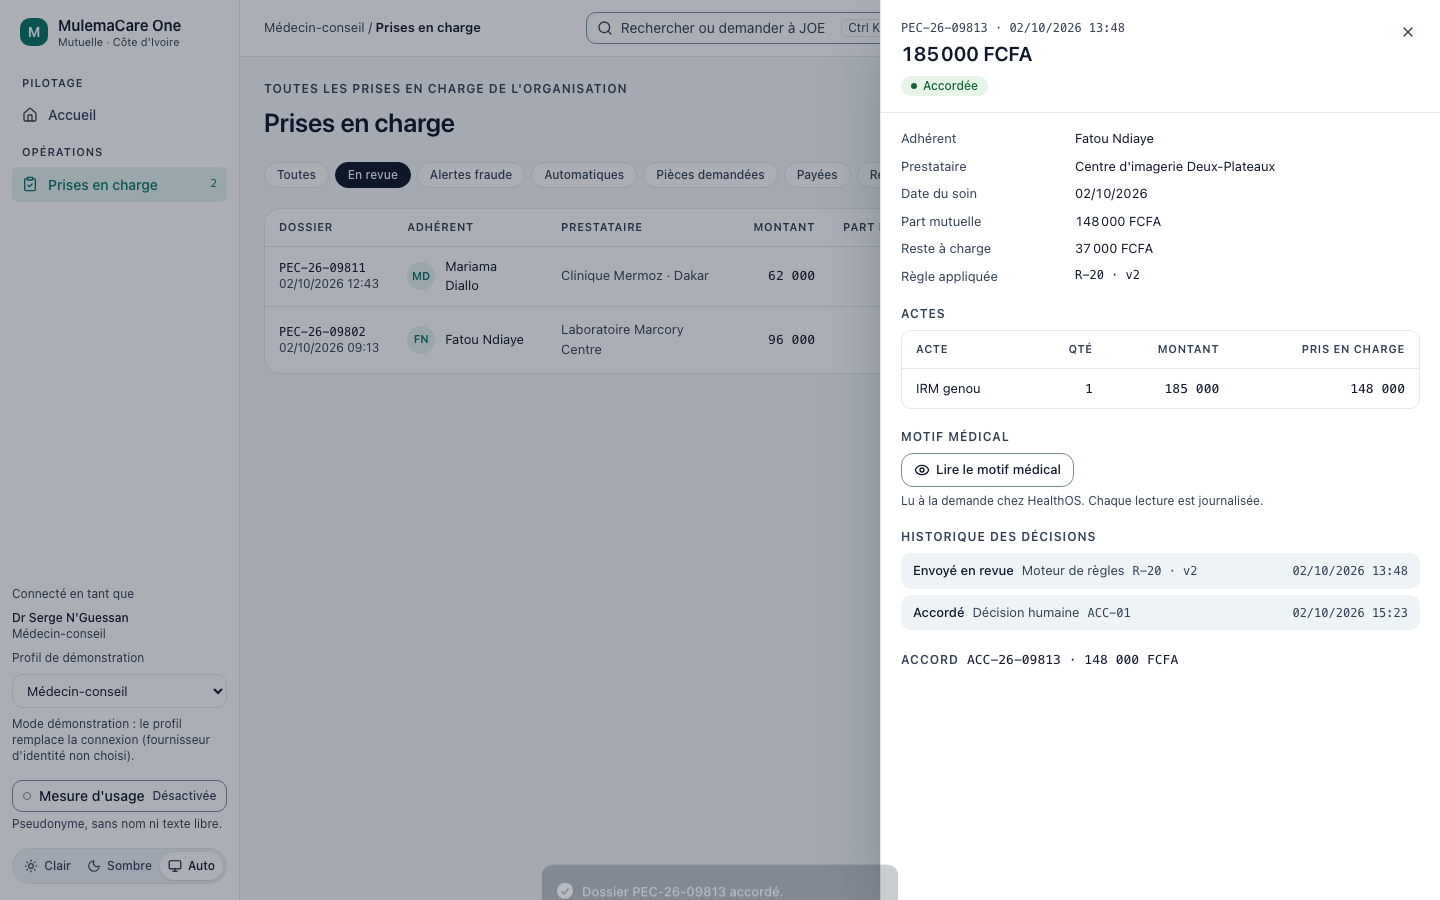 M
MulemaCare One
Mutuelle · Côte d'Ivoire
PILOTAGE
Accueil
OPÉRATIONS
Prises en charge 2
Connecté en tant que
Dr Serge N'Guessan
Médecin-conseil
Profil de démonstration
Médecin-conseil
Mode démonstration : le profil
remplace la connexion (fournisseur
d'identité non choisi).
Mesure d'usage Désactivée
Pseudonyme, sans nom ni texte libre.
Clair Sombre Auto
Médecin-conseil / Prises en charge
Rechercher ou demander à JOE Ctrl K
TOUTES LES PRISES EN CHARGE DE L'ORGANISATION
Prises en charge
Toutes En revue Alertes fraude Automatiques Pièces demandées Payées
DOSSIER ADHÉRENT PRESTATAIRE MONTANT PART
PEC-26-09811
02/10/2026 12:43
MD
Mariama
Diallo
Clinique Mermoz · Dakar
62 000
PEC-26-09802
02/10/2026 09:13
FN
Fatou Ndiaye
Laboratoire Marcory
Centre
96 000
PEC-26-09813 · 02/10/2026 13:48
185 000 FCFA
Accordée
Adhérent Fatou Ndiaye
Prestataire Centre d'imagerie Deux-Plateaux
Date du soin 02/10/2026
Part mutuelle 148 000 FCFA
Reste à charge 37 000 FCFA
Règle appliquée R-20 · v2
ACTES
ACTE QTÉ MONTANT PRIS EN CHARGE
IRM genou 1 185 000 148 000
MOTIF MÉDICAL
Lire le motif médical
Lu à la demande chez HealthOS. Chaque lecture est journalisée.
HISTORIQUE DES DÉCISIONS
Envoyé en revue Moteur de règles R-20 · v2 02/10/2026 13:48
Accordé Décision humaine ACC-01 02/10/2026 15:23
ACCORD ACC-26-09813 · 148 000 FCFA
Dossier PEC-26-09813 accordé.